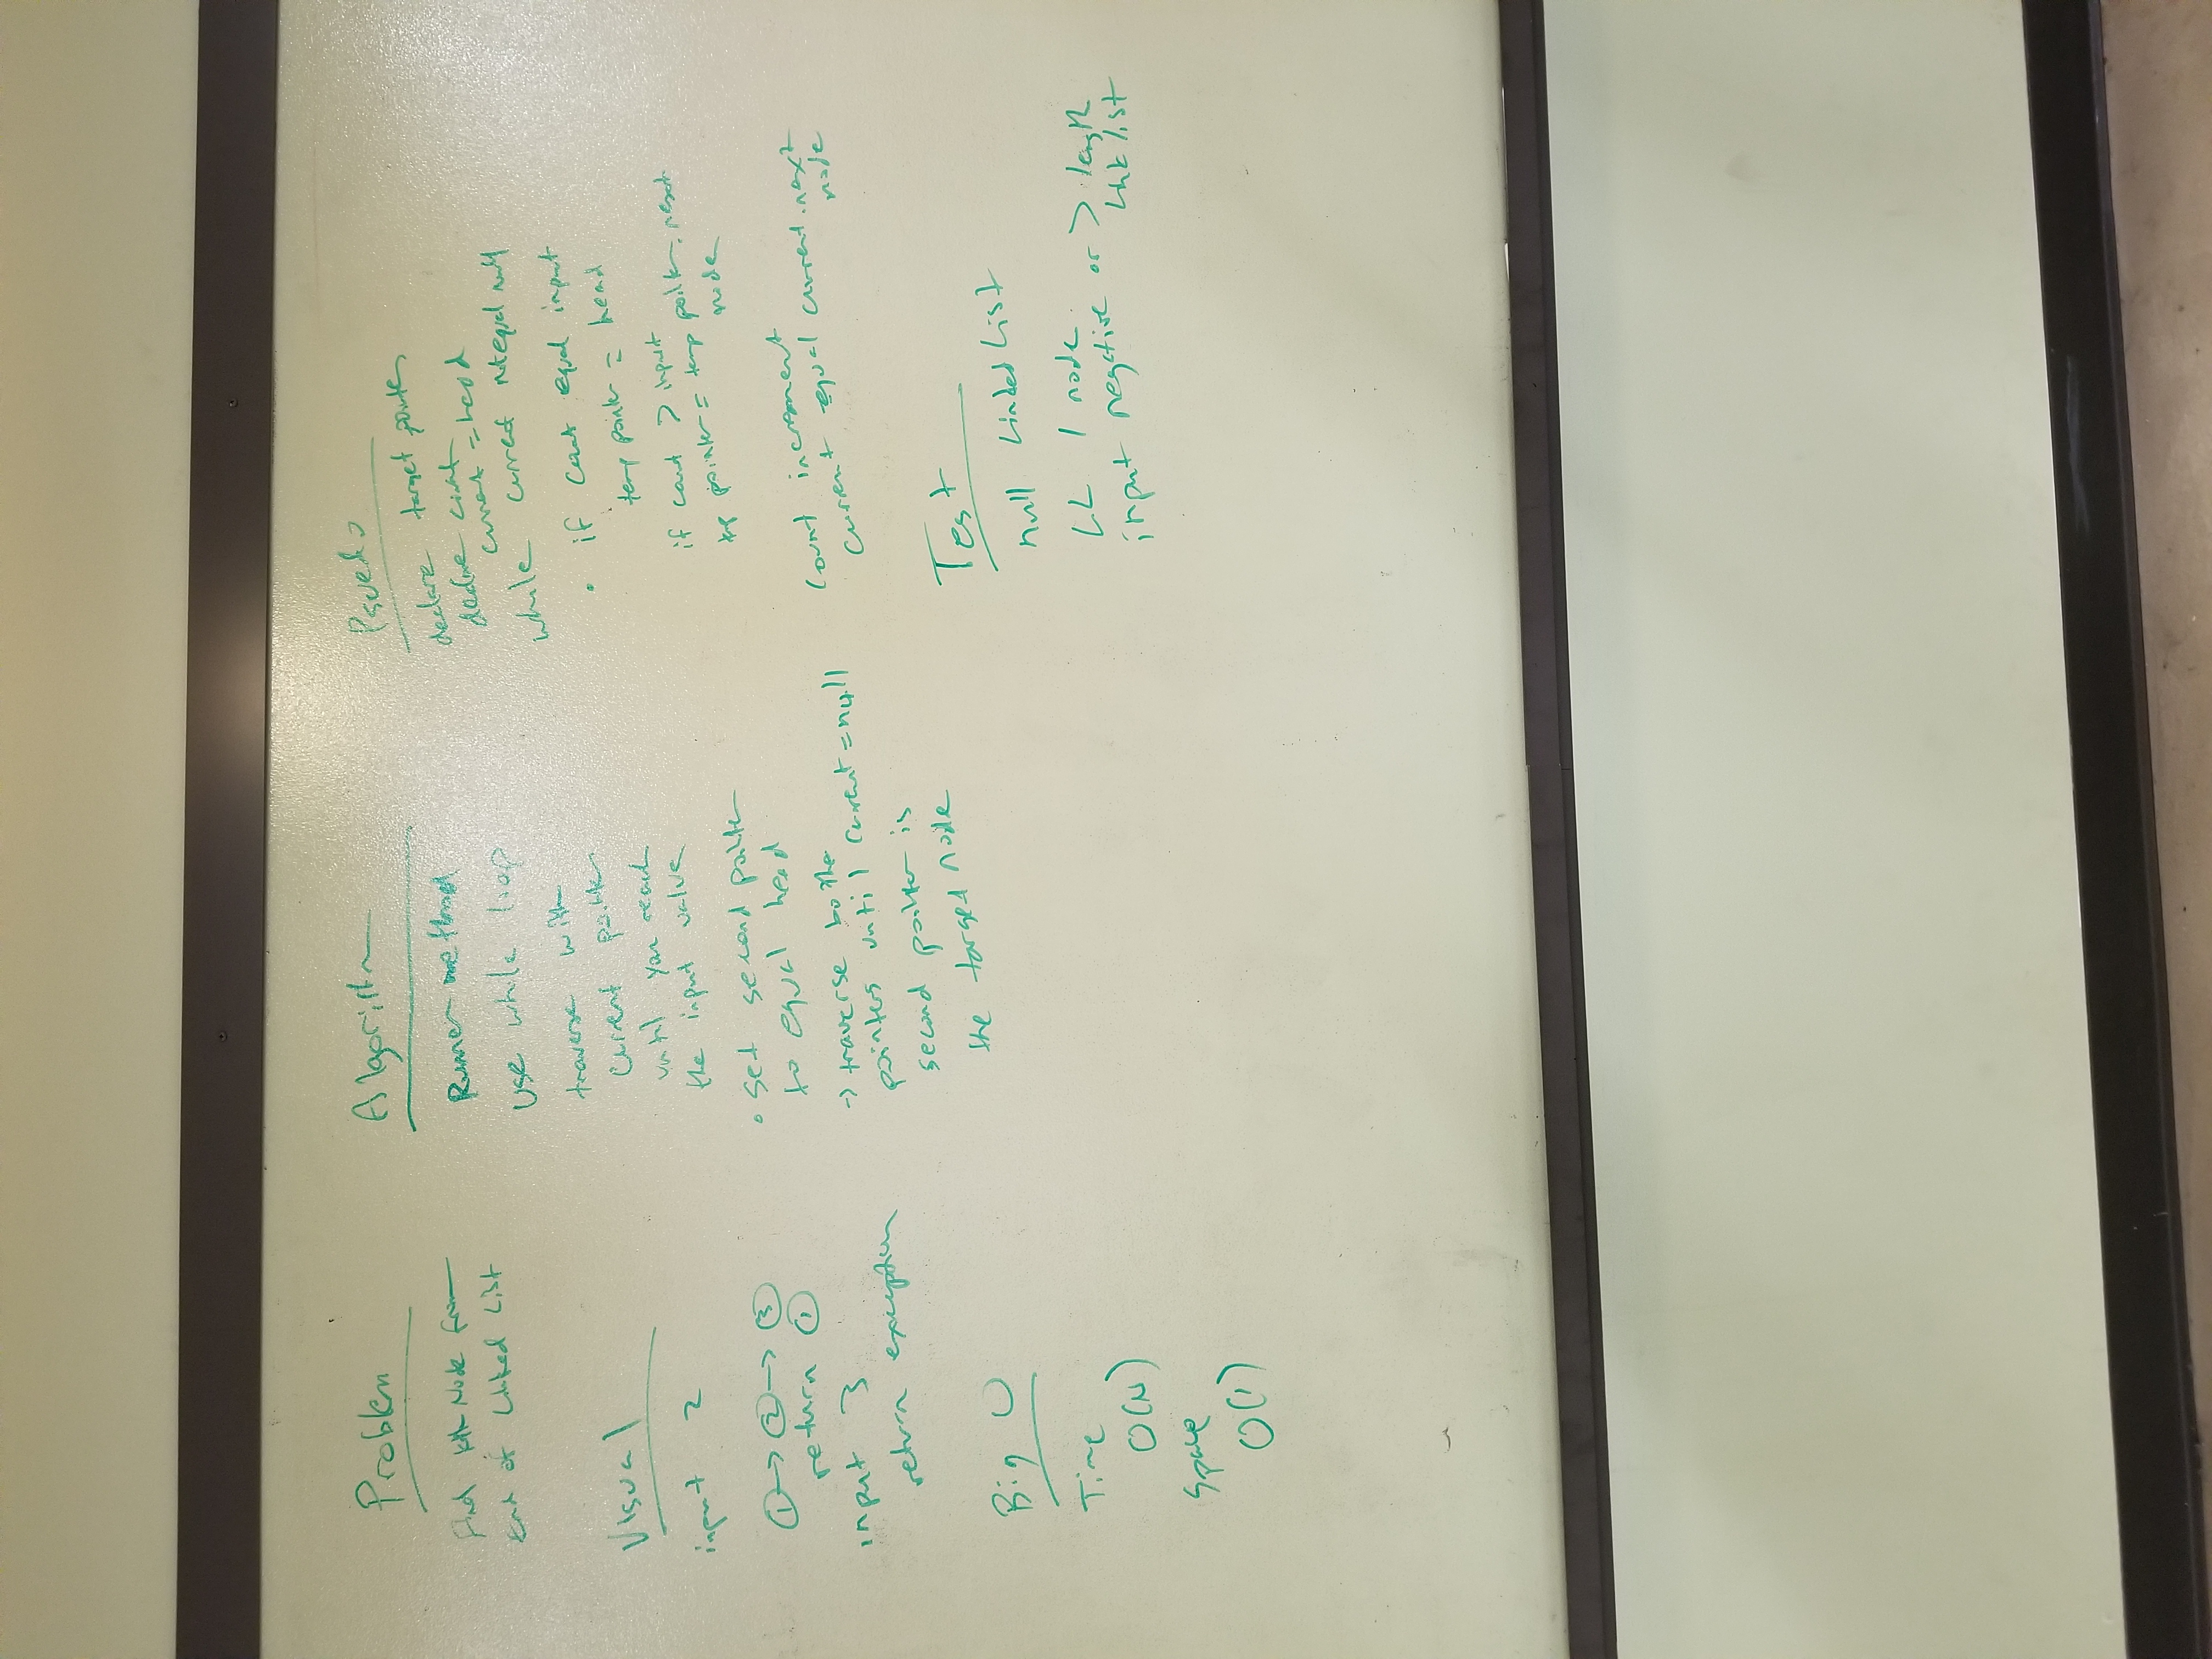 Problem
Find kth Node from
End of Linked List
Visual
input 2
1 → 2 → 3
return 1
input 3
return exception
Big O
Time
O(N)
Space
O(1)
Algorithm
Runner method
Use while loop
traverse with
current pointer
until you reach
the input value
• set second pointer
to equal head
→ traverse bothe
pointers until current = null
second pointer is
the target node
Psuedo
declare target pointer
declare count
current = head
while current not equal null
• if count equal input
temp pointer = head
if count > input
pointer = temp pointer.
node
count increment
current equal current.next
node
Test
null Linked List
LL 1 node
input negative or > length
Link list